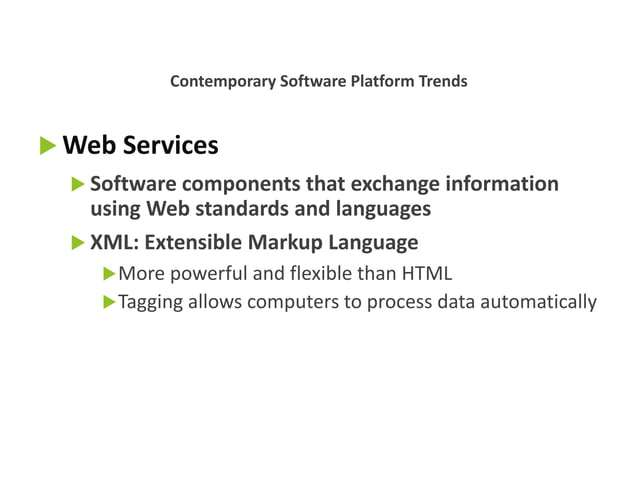 Contemporary Software Platform Trends
Web Services
Software components that exchange information
using Web standards and languages
XML: Extensible Markup Language
More powerful and flexible than HTML
Tagging allows computers to process data automatically